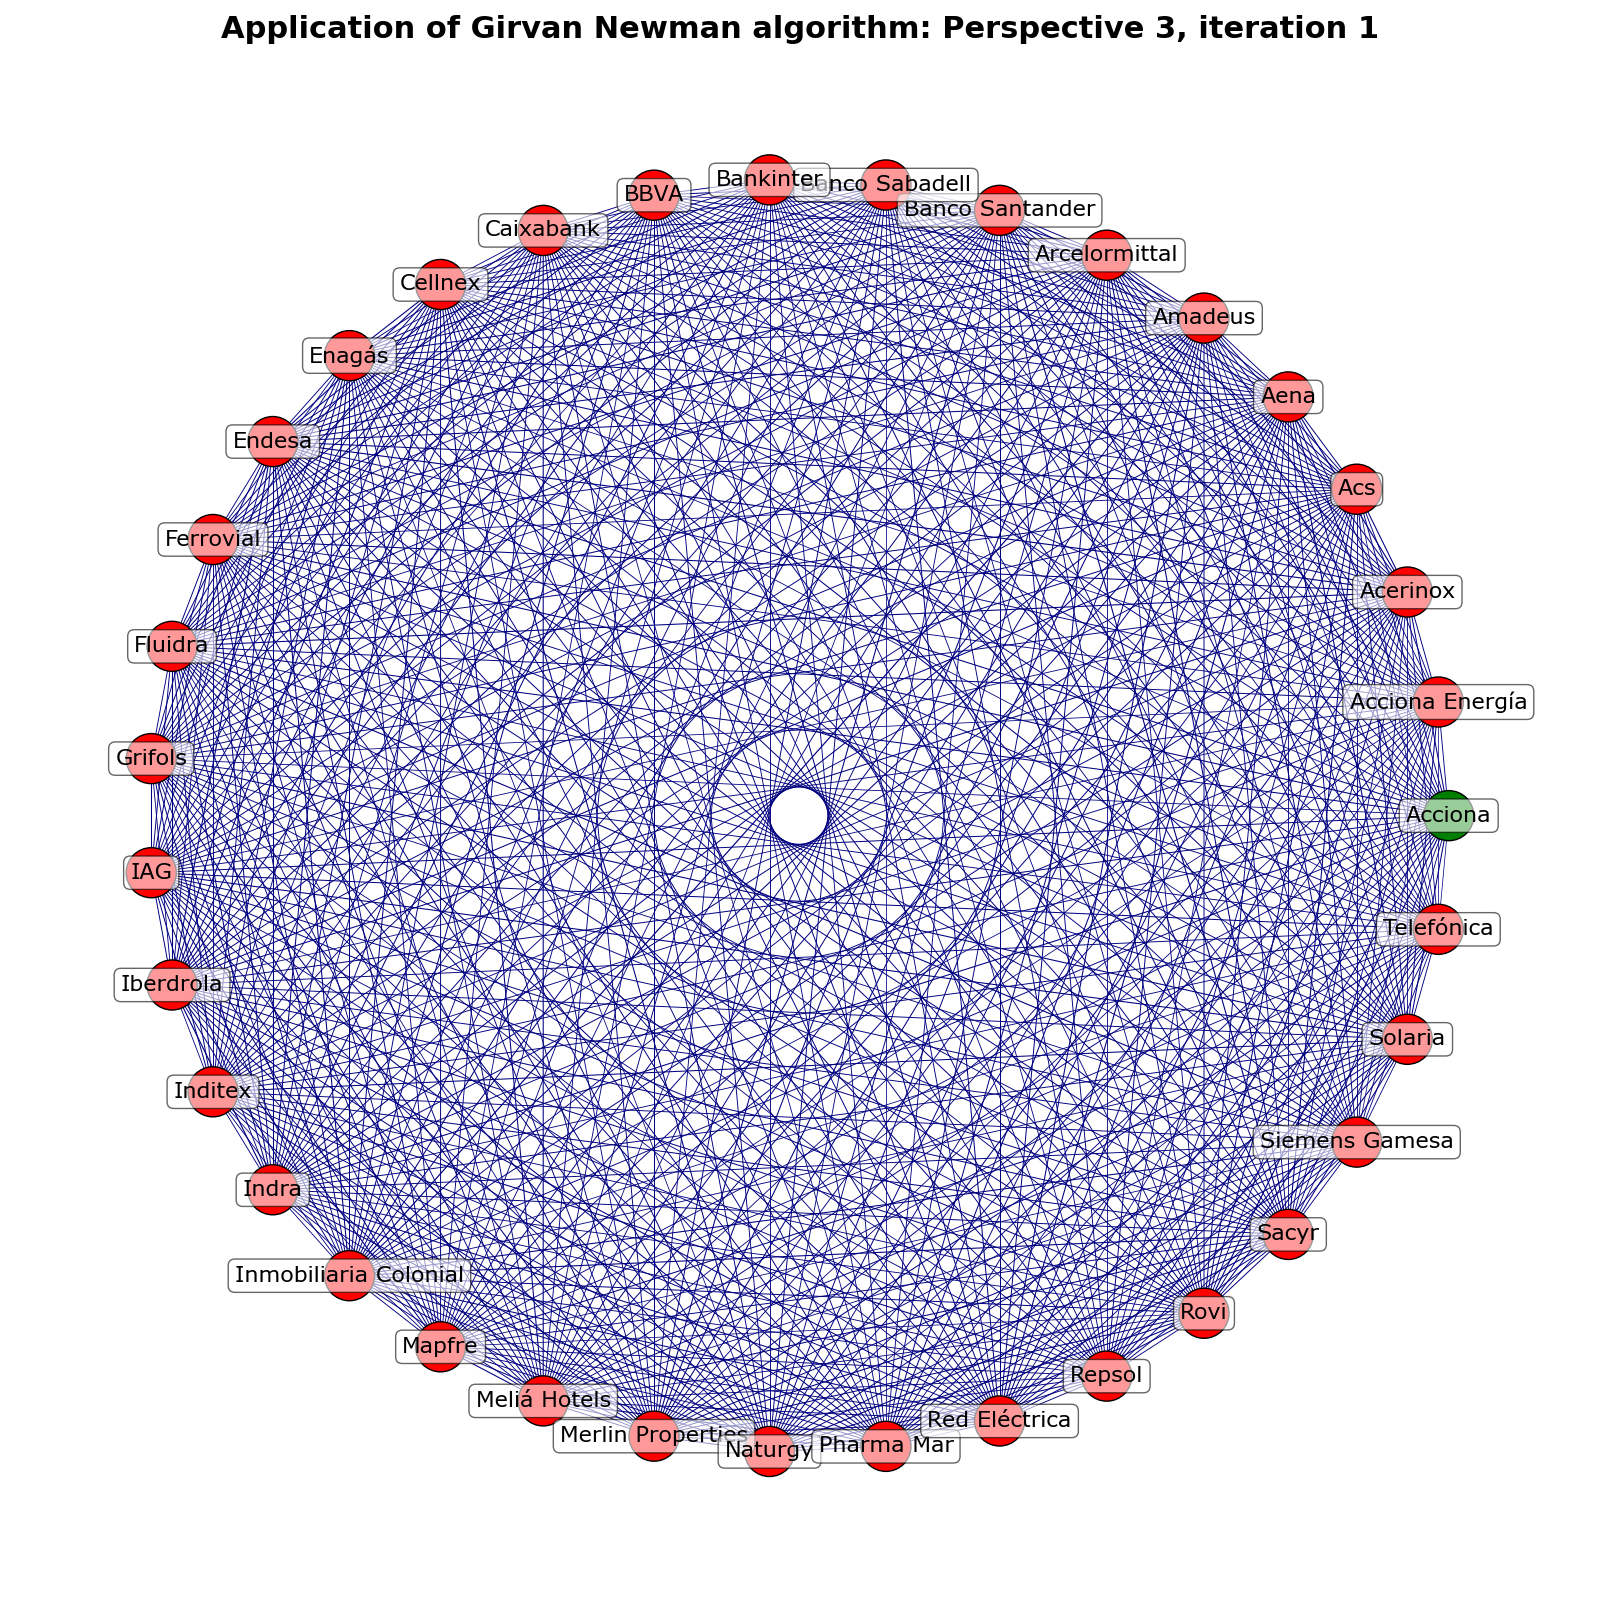 Application of Girvan Newman algorithm: Perspective 3, iteration 1
Bankinter
Banco Sabadell
BBVA
Banco Santander
Caixabank
Arcelormittal
Cellnex
Amadeus
Enagás
Aena
Endesa
Acs
Ferrovial
Acerinox
Fluidra
Acciona Energía
Grifols
Acciona
IAG
Telefónica
Iberdrola
Solaria
Inditex
Siemens Gamesa
Indra
Sacyr
Inmobiliaria Colonial
Rovi
Mapfre
Repsol
Meliá Hotels
Red Eléctrica
Merlin Properties
Pharma Mar
Naturgy